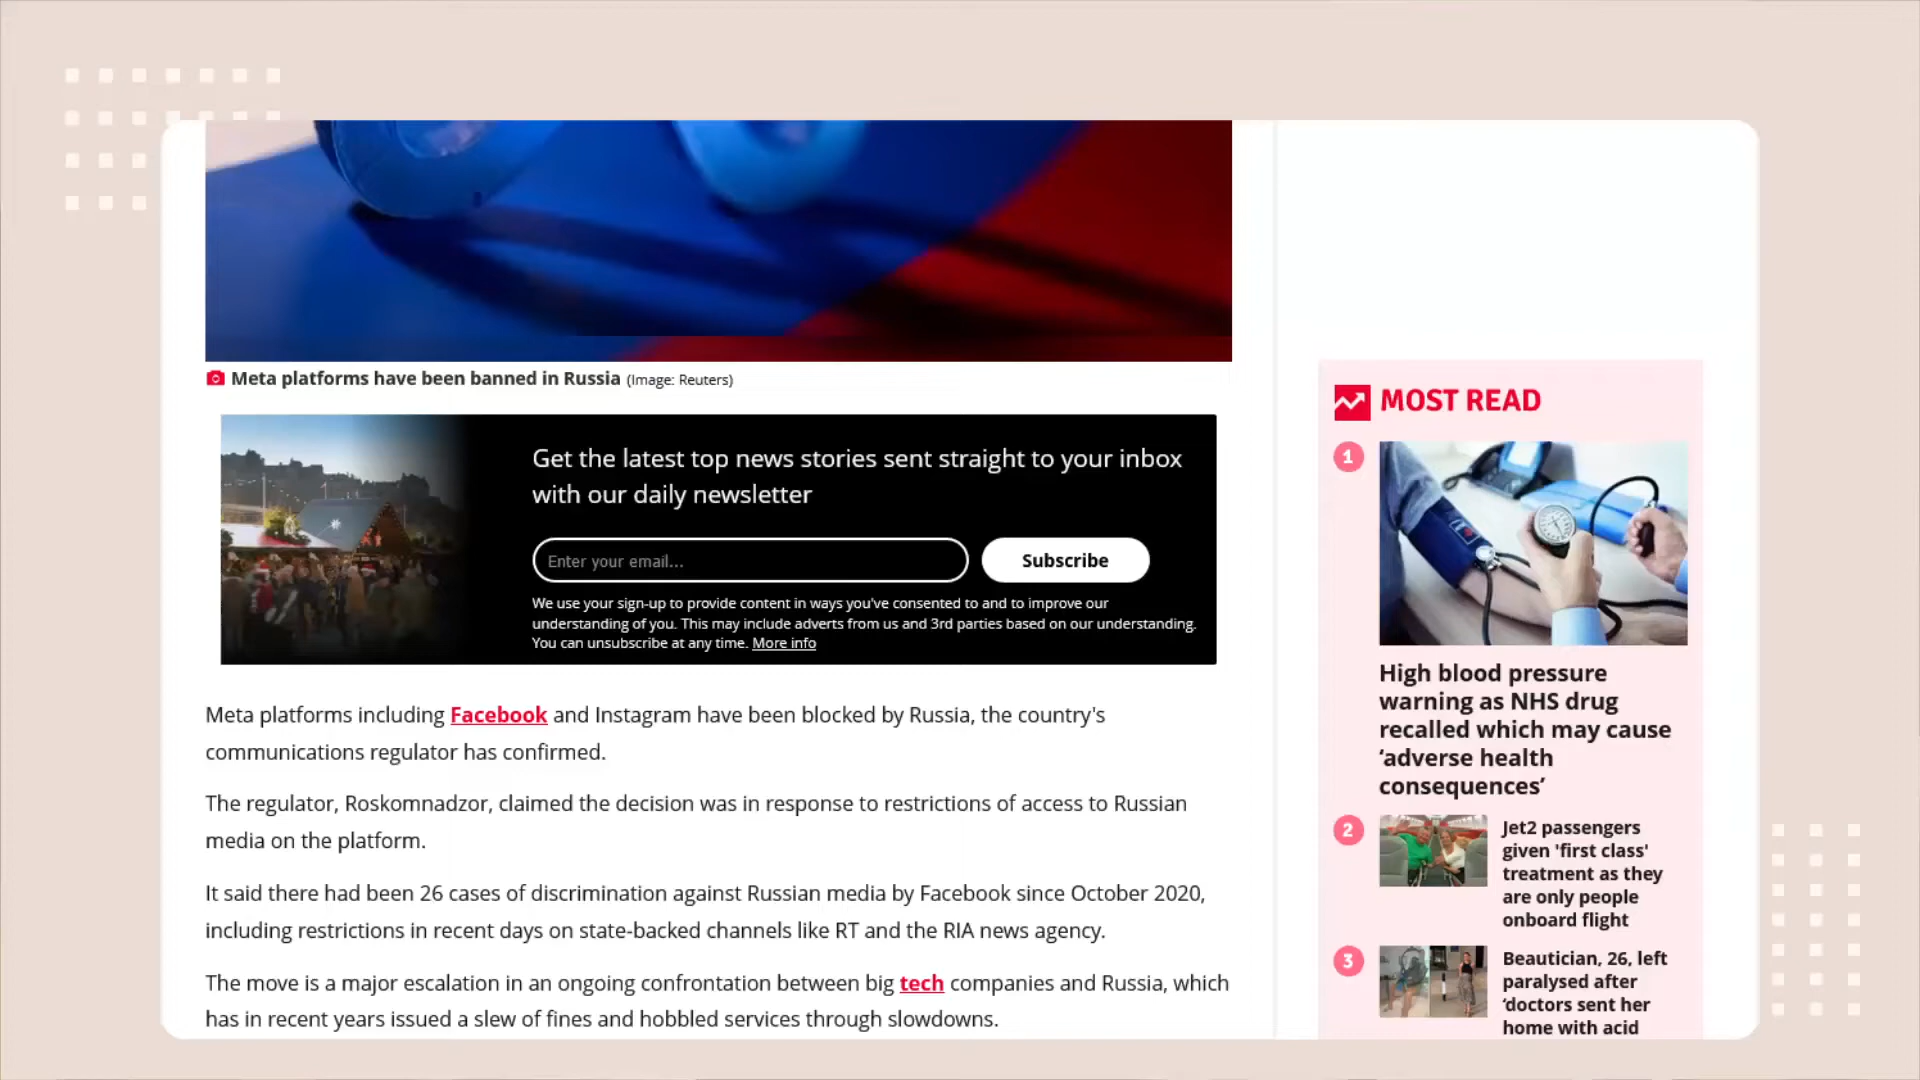 Meta platforms have been banned in Russia (Image: Reuters)
Get the latest top news stories sent straight to your inbox
with our daily newsletter
Enter your email...
Subscribe
We use your sign-up to provide content in ways you've consented to and to improve our
understanding of you. This may include adverts from us and 3rd parties based on our understanding.
You can unsubscribe at any time. More info
Meta platforms including Facebook and Instagram have been blocked by Russia, the country's
communications regulator has confirmed.
The regulator, Roskomnadzor, claimed the decision was in response to restrictions of access to Russian
media on the platform.
It said there had been 26 cases of discrimination against Russian media by Facebook since October 2020,
including restrictions in recent days on state-backed channels like RT and the RIA news agency.
The move is a major escalation in an ongoing confrontation between big tech companies and Russia, which
has in recent years issued a slew of fines and hobbled services through slowdowns.
MOST READ
1
High blood pressure
warning as NHS drug
recalled which may cause
‘adverse health
consequences’
2
Jet2 passengers
given 'first class'
treatment as they
are only people
onboard flight
3
Beautician, 26, left
paralysed after
‘doctors sent her
home with acid